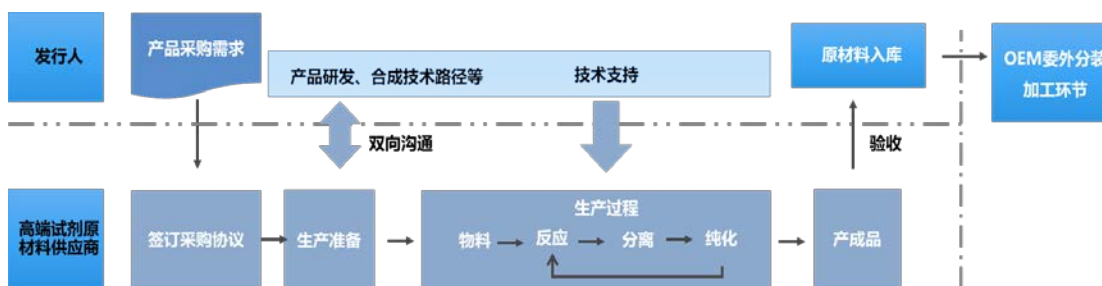 发行人
产品采购需求
产品研发、合成技术路径等
技术支持
原材料入库
OEM委外分装
加工环节
双向沟通
验收
高端试剂原
材料供应商
签订采购协议
生产准备
生产过程
物料
反应
分离
纯化
产成品